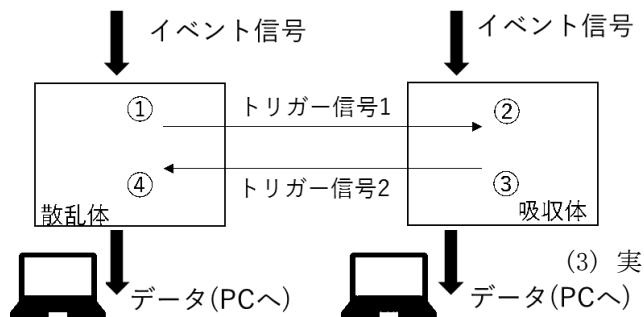 イベント信号
イベント信号
① トリガー信号1 ②
④ トリガー信号2 ③
散乱体
吸収体
(3) 実
データ(PCへ)
データ(PCへ)